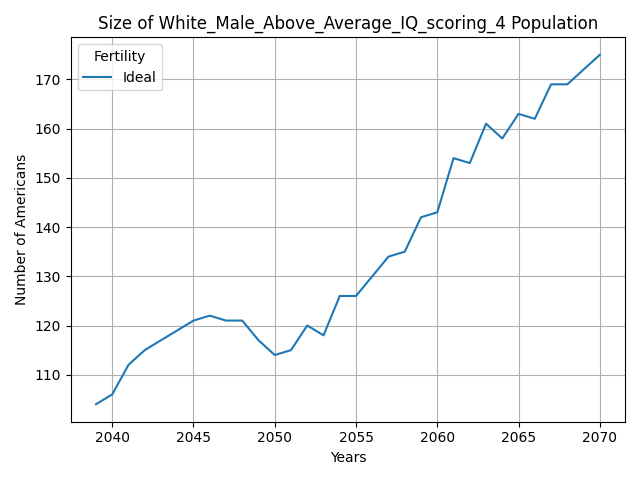 Size of White_Male_Above_Average_IQ_scoring_4 Population
Fertility
Ideal
Number of Americans
170
160
150
140
130
120
110
2040 2045 2050 2055 2060 2065 2070
Years